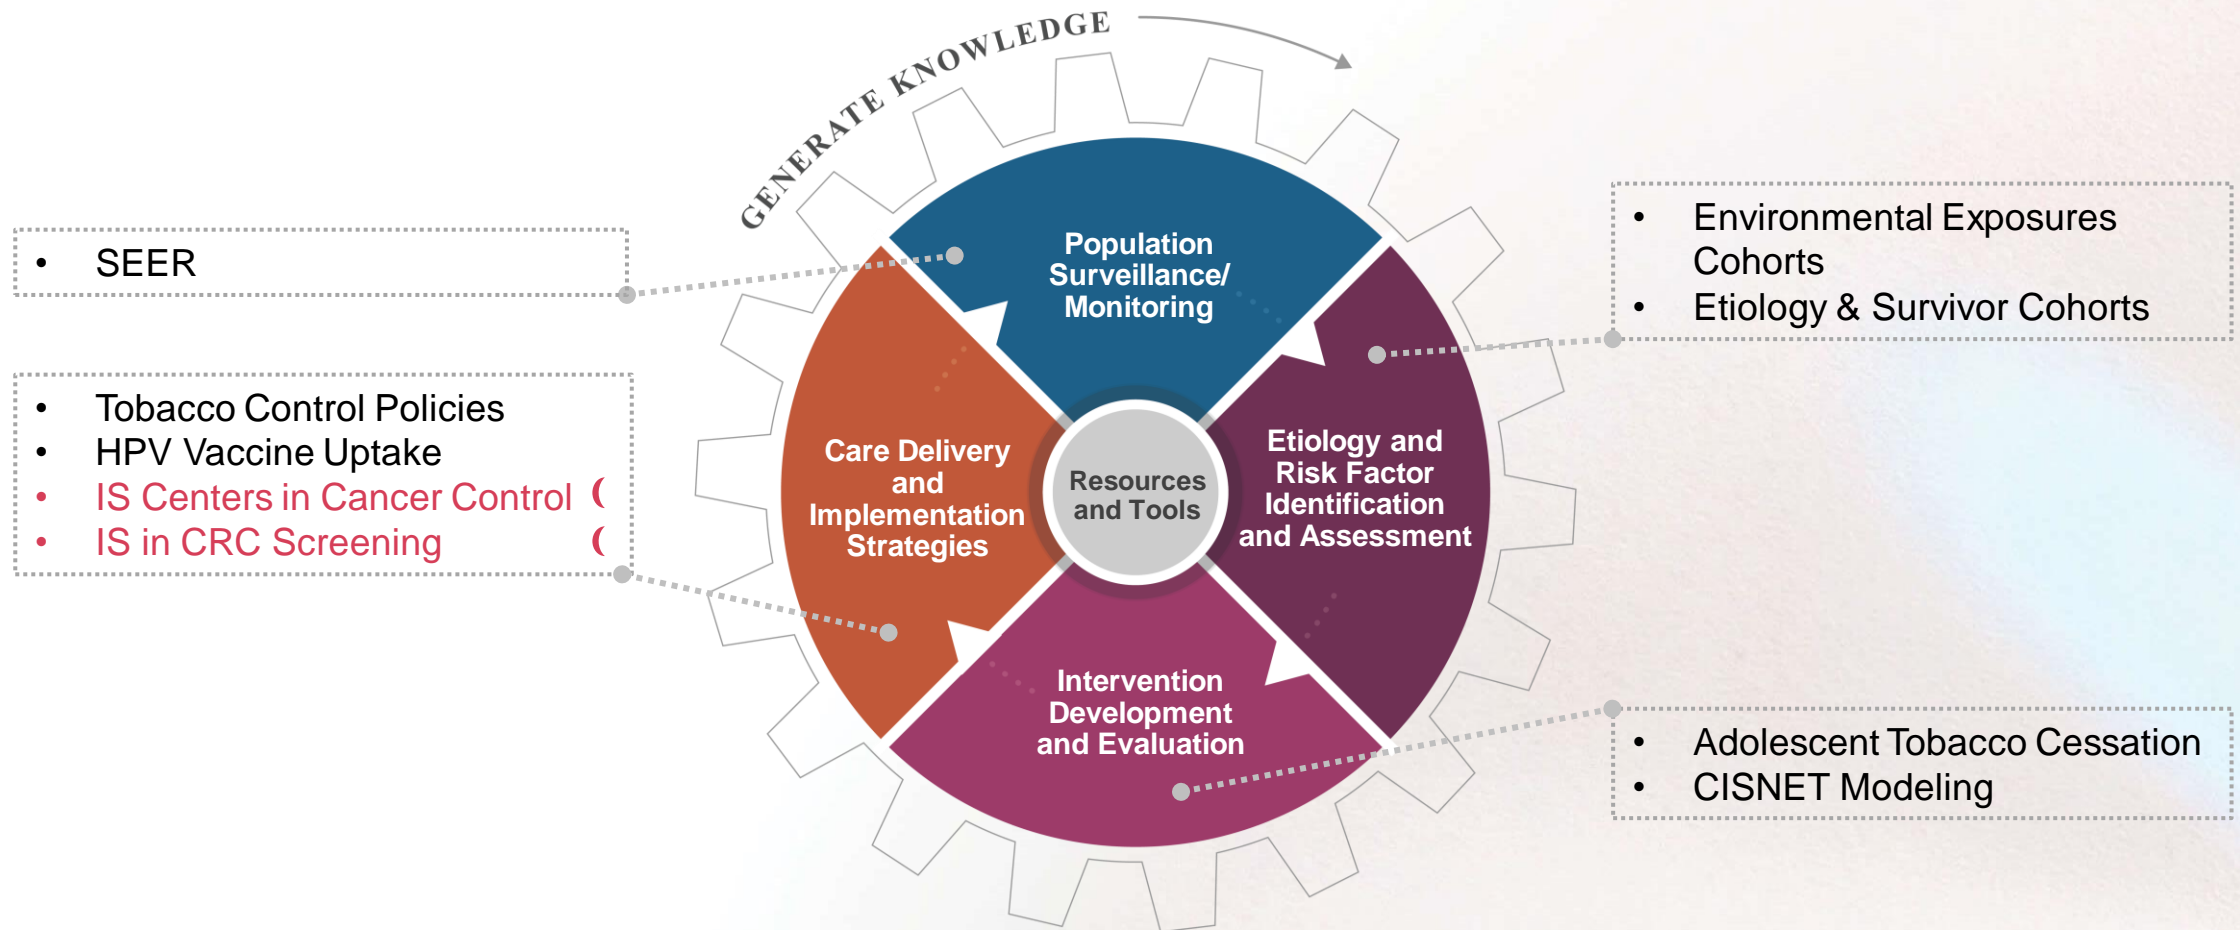 GENERATE KNOWLEDGE
• SEER
• Tobacco Control Policies
• HPV Vaccine Uptake
• IS Centers in Cancer Control (
• IS in CRC Screening (
Population
Surveillance/
Monitoring
Care Delivery
and
Implementation
Strategies
Resources
and Tools
Etiology and
Risk Factor
Identification
and Assessment
Intervention
Development
and Evaluation
• Environmental Exposures
Cohorts
• Etiology & Survivor Cohorts
• Adolescent Tobacco Cessation
• CISNET Modeling